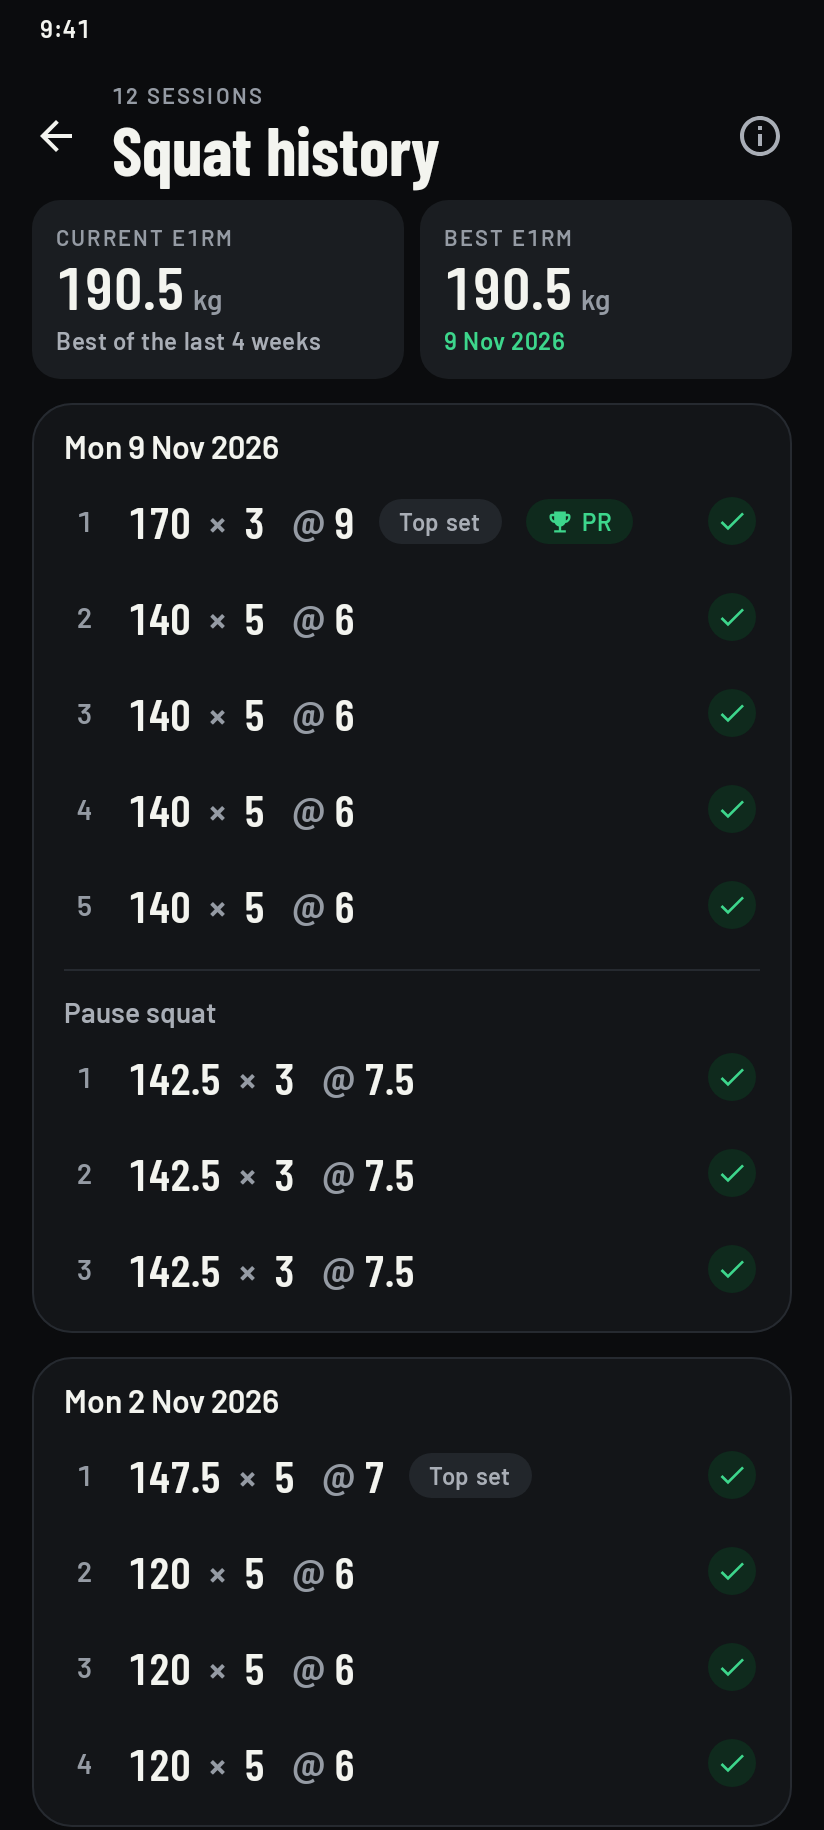 9:41
12 SESSIONS
Squat history
CURRENT E1RM
190.5 kg
Best of the last 4 weeks
BEST E1RM
190.5 kg
9 Nov 2026
Mon 9 Nov 2026
1 170 × 3 @ 9 Top set PR
2 140 × 5 @ 6
3 140 × 5 @ 6
4 140 × 5 @ 6
5 140 × 5 @ 6
Pause squat
1 142.5 × 3 @ 7.5
2 142.5 × 3 @ 7.5
3 142.5 × 3 @ 7.5
Mon 2 Nov 2026
1 147.5 × 5 @ 7 Top set
2 120 × 5 @ 6
3 120 × 5 @ 6
4 120 × 5 @ 6